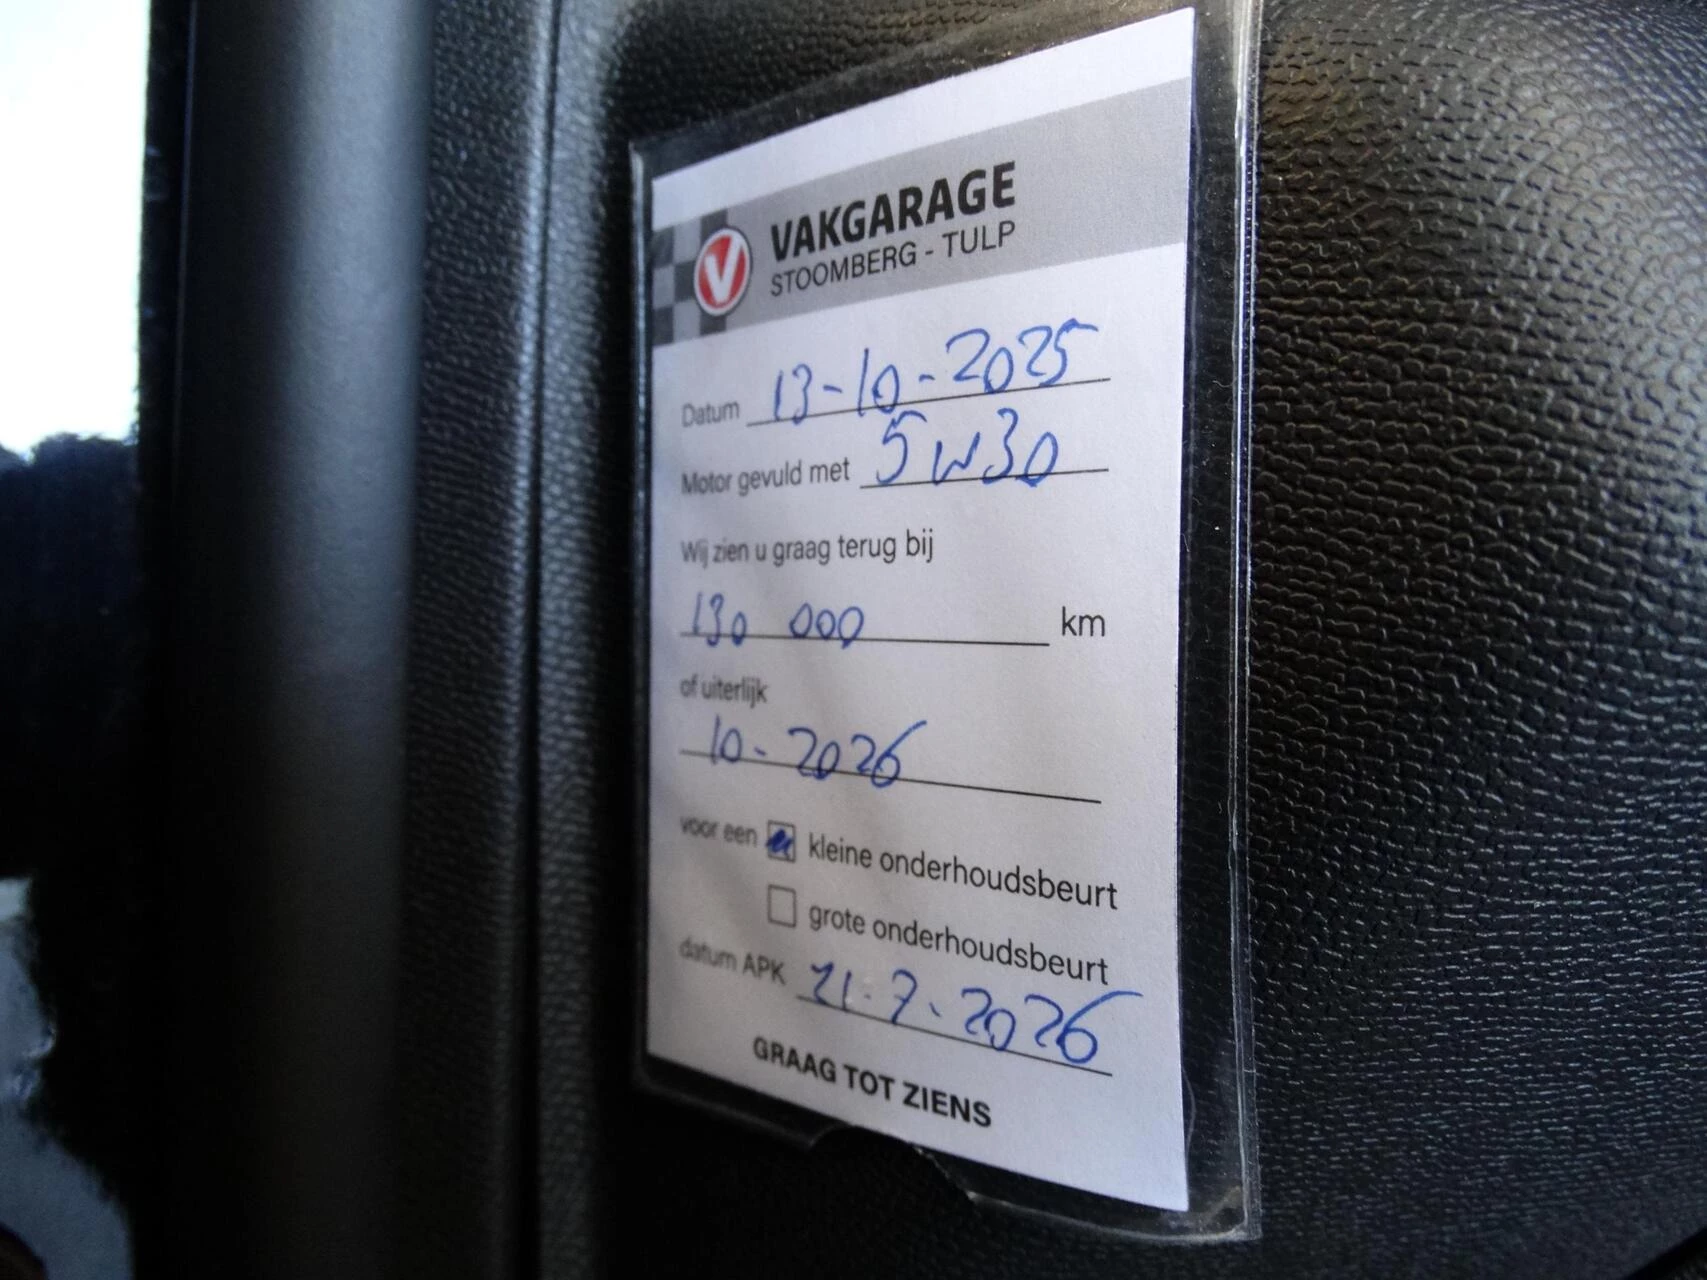 V VAKGARAGE
STOOMBERG - TULP
Datum 13-10-2025
Motor gevuld met 5W30
Wij zien u graag terug bij
130 000 km
of uiterlijk
10-2026
voor een kleine onderhoudsbeurt
grote onderhoudsbeurt
datum APK 21-7-2026
GRAAG TOT ZIENS